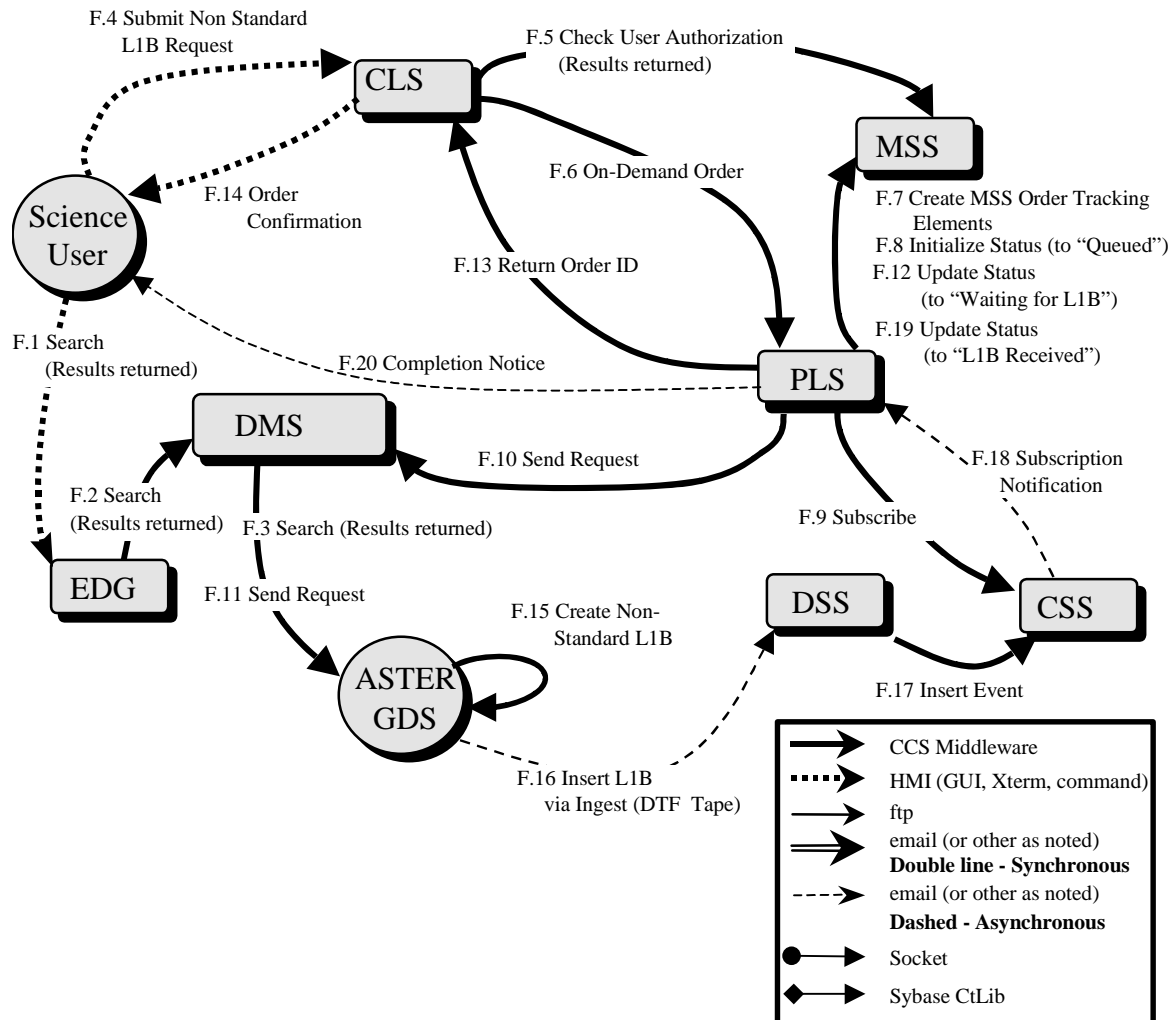 F.4 Submit Non Standard
L1B Request
F.5 Check User Authorization
(Results returned)
CLS
MSS
F.6 On-Demand Order
F.14 Order
Confirmation
Science
User
F.7 Create MSS Order Tracking
Elements
F.8 Initialize Status (to “Queued”)
F.12 Update Status
(to “Waiting for L1B”)
F.13 Return Order ID
F.19 Update Status
(to “L1B Received”)
F.1 Search
(Results returned)
F.20 Completion Notice
PLS
DMS
F.10 Send Request
F.18 Subscription
Notification
F.2 Search
(Results returned)
F.3 Search (Results returned)
F.9 Subscribe
EDG
F.11 Send Request
F.15 Create Non-
Standard L1B
DSS
CSS
ASTER
GDS
F.17 Insert Event
F.16 Insert L1B
via Ingest (DTF Tape)
CCS Middleware
HMI (GUI, Xterm, command)
ftp
email (or other as noted)
Double line - Synchronous
email (or other as noted)
Dashed - Asynchronous
Socket
Sybase CtLib